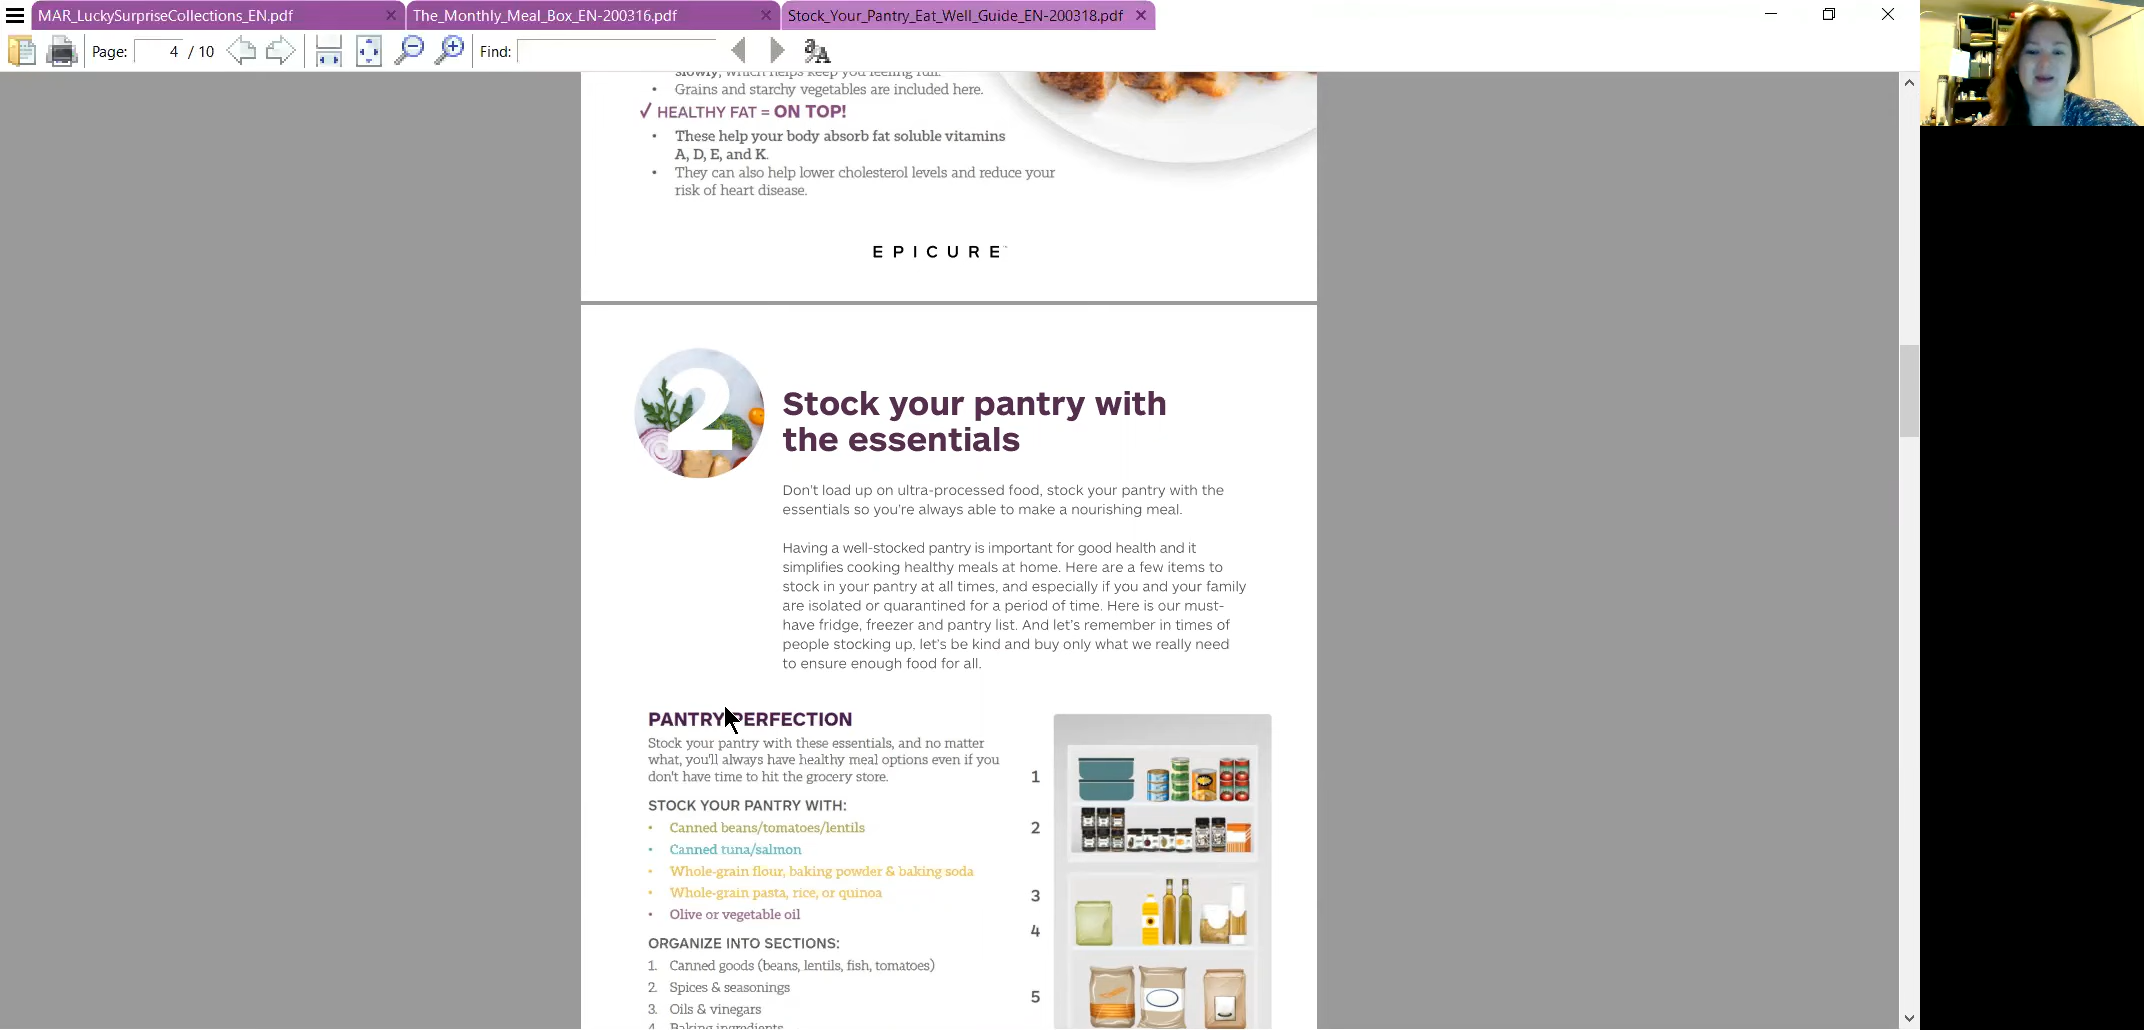 MAR_LuckySurpriseCollections_EN.pdf
The_Monthly_Meal_Box_EN-200316.pdf
Stock_Your_Pantry_Eat_Well_Guide_EN-200318.pdf
Page: 4 / 10
Find:
slowly, which helps keep you feeling full.
• Grains and starchy vegetables are included here.
✓ HEALTHY FAT = ON TOP!
• These help your body absorb fat soluble vitamins
A, D, E, and K.
• They can also help lower cholesterol levels and reduce your
risk of heart disease.
EPICURE
2
Stock your pantry with
the essentials
Don't load up on ultra-processed food, stock your pantry with the
essentials so you're always able to make a nourishing meal.
Having a well-stocked pantry is important for good health and it
simplifies cooking healthy meals at home. Here are a few items to
stock in your pantry at all times, and especially if you and your family
are isolated or quarantined for a period of time. Here is our must-
have fridge, freezer and pantry list. And let's remember in times of
people stocking up, let's be kind and buy only what we really need
to ensure enough food for all.
PANTRY PERFECTION
Stock your pantry with these essentials, and no matter
what, you'll always have healthy meal options even if you
don't have time to hit the grocery store.
STOCK YOUR PANTRY WITH:
• Canned beans/tomatoes/lentils
• Canned tuna/salmon
• Whole-grain flour, baking powder & baking soda
• Whole-grain pasta, rice, or quinoa
• Olive or vegetable oil
ORGANIZE INTO SECTIONS:
1. Canned goods (beans, lentils, fish, tomatoes)
2. Spices & seasonings
3. Oils & vinegars
4. Baking ingredients
1
2
3
4
5